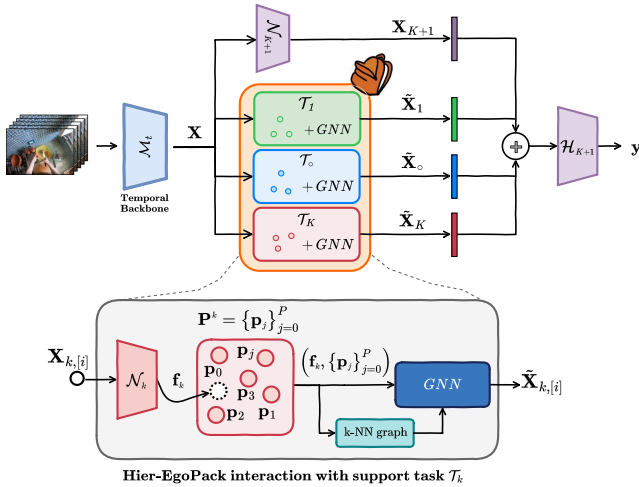 𝒩_{K+1}
X_{K+1}
𝒯_1
+ GNN
X̃_1
ℳ_t
X
𝒯_∘
+ GNN
X̃_∘
+
ℋ_{K+1}
y
Temporal
Backbone
𝒯_K
+ GNN
X̃_K
P^k = {p_j}_{j=0}^P
X_{k,[i]}
𝒩_k
f_k
p_0
p_j
p_3
p_2
p_1
(f_k, {p_j}_{j=0}^P)
GNN
X̃_{k,[i]}
k-NN graph
Hier-EgoPack interaction with support task 𝒯_k